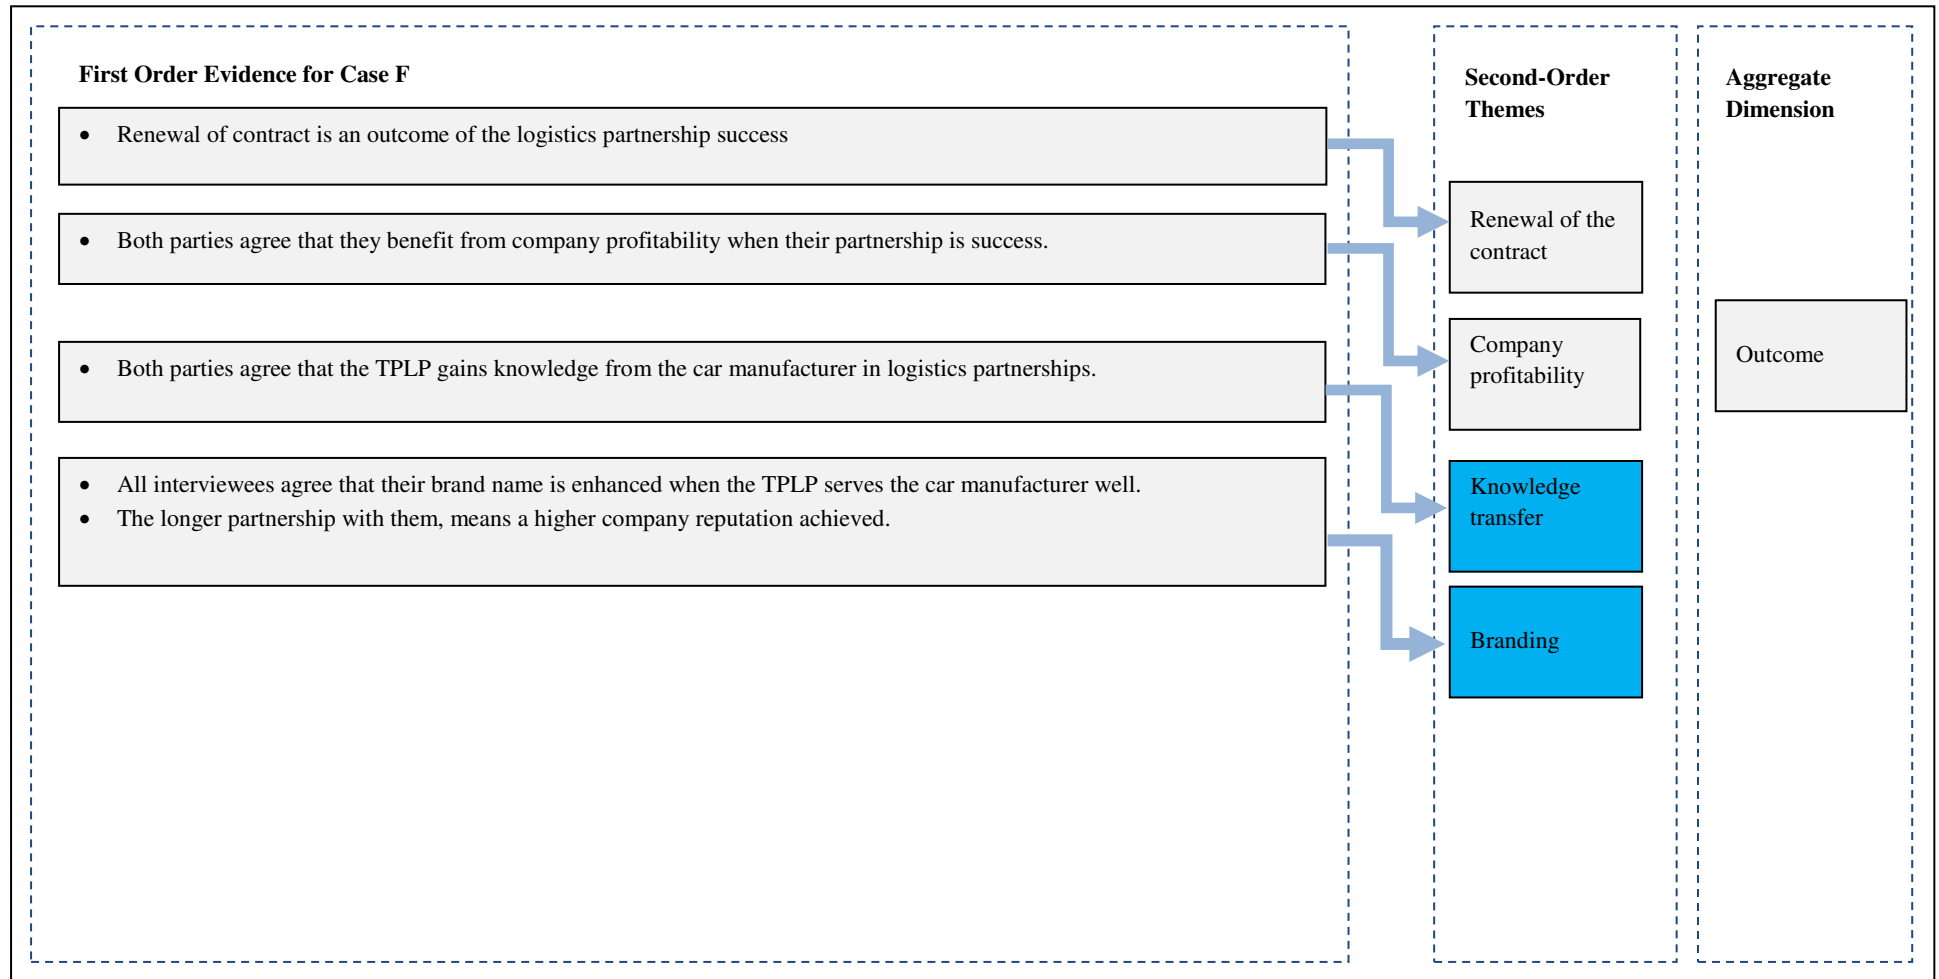 First Order Evidence for Case F
• Renewal of contract is an outcome of the logistics partnership success
• Both parties agree that they benefit from company profitability when their partnership is success.
• Both parties agree that the TPLP gains knowledge from the car manufacturer in logistics partnerships.
• All interviewees agree that their brand name is enhanced when the TPLP serves the car manufacturer well.
• The longer partnership with them, means a higher company reputation achieved.
Second-Order
Themes
Renewal of the
contract
Company
profitability
Knowledge
transfer
Branding
Aggregate
Dimension
Outcome